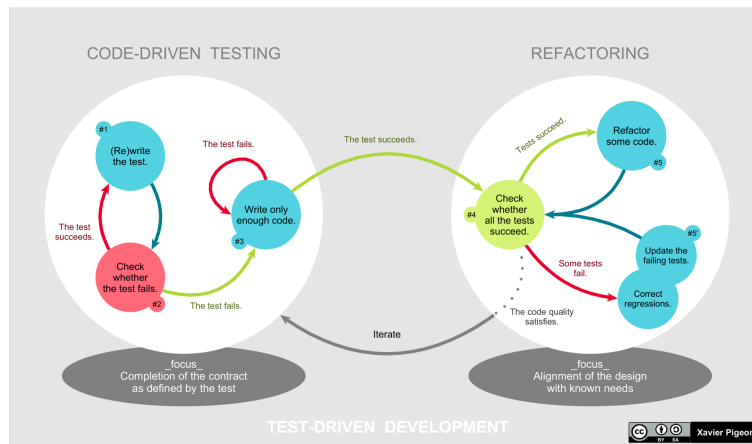 CODE-DRIVEN TESTING
REFACTORING
#1
(Re)write
the test.
The test
succeeds.
Check
whether
the test fails.
#2
The test fails.
The test fails.
Write only
enough code.
#3
The test succeeds.
#4
Check
whether
all the tests
succeed.
Tests succeed.
Refactor
some code.
#5
#5'
Update the
failing tests.
Some tests
fail.
Correct
regressions.
The code quality
satisfies.
Iterate
_focus_
Completion of the contract
as defined by the test
_focus_
Alignment of the design
with known needs
TEST-DRIVEN DEVELOPMENT
cc
BY SA